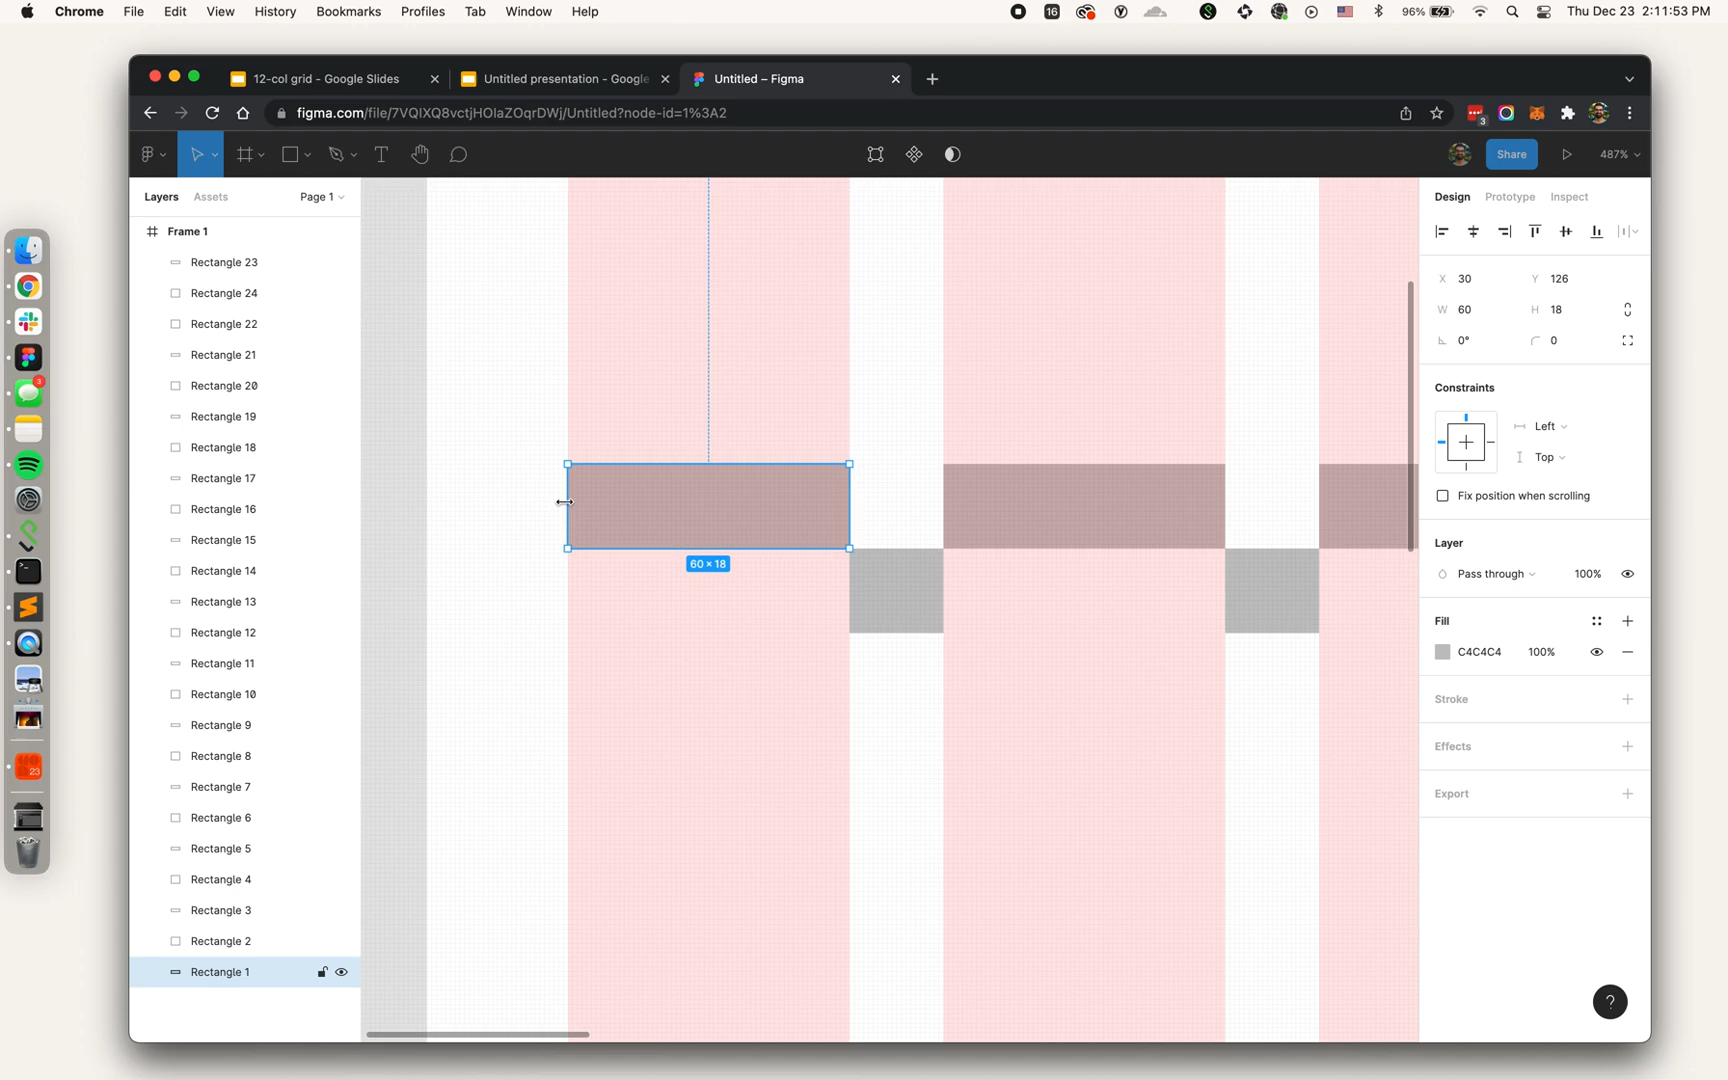 Chrome File Edit View History Bookmarks Profiles Tab Window Help
16
96%
Thu Dec 23 2:11:53 PM
12-col grid - Google Slides
Untitled presentation - Google
Untitled – Figma
figma.com/file/7VQIXQ8vctjHOlaZOqrDWj/Untitled?node-id=1%3A2
3
Share
487%
Layers Assets Page 1
Frame 1
Rectangle 23
Rectangle 24
Rectangle 22
Rectangle 21
Rectangle 20
Rectangle 19
Rectangle 18
Rectangle 17
Rectangle 16
Rectangle 15
Rectangle 14
Rectangle 13
Rectangle 12
Rectangle 11
Rectangle 10
Rectangle 9
Rectangle 8
Rectangle 7
Rectangle 6
Rectangle 5
Rectangle 4
Rectangle 3
Rectangle 2
Rectangle 1
60 × 18
Design Prototype Inspect
X 30 Y 126
W 60 H 18
0° 0
Constraints
Left
Top
Fix position when scrolling
Layer
Pass through 100%
Fill
C4C4C4 100%
Stroke
Effects
Export
?
3
23